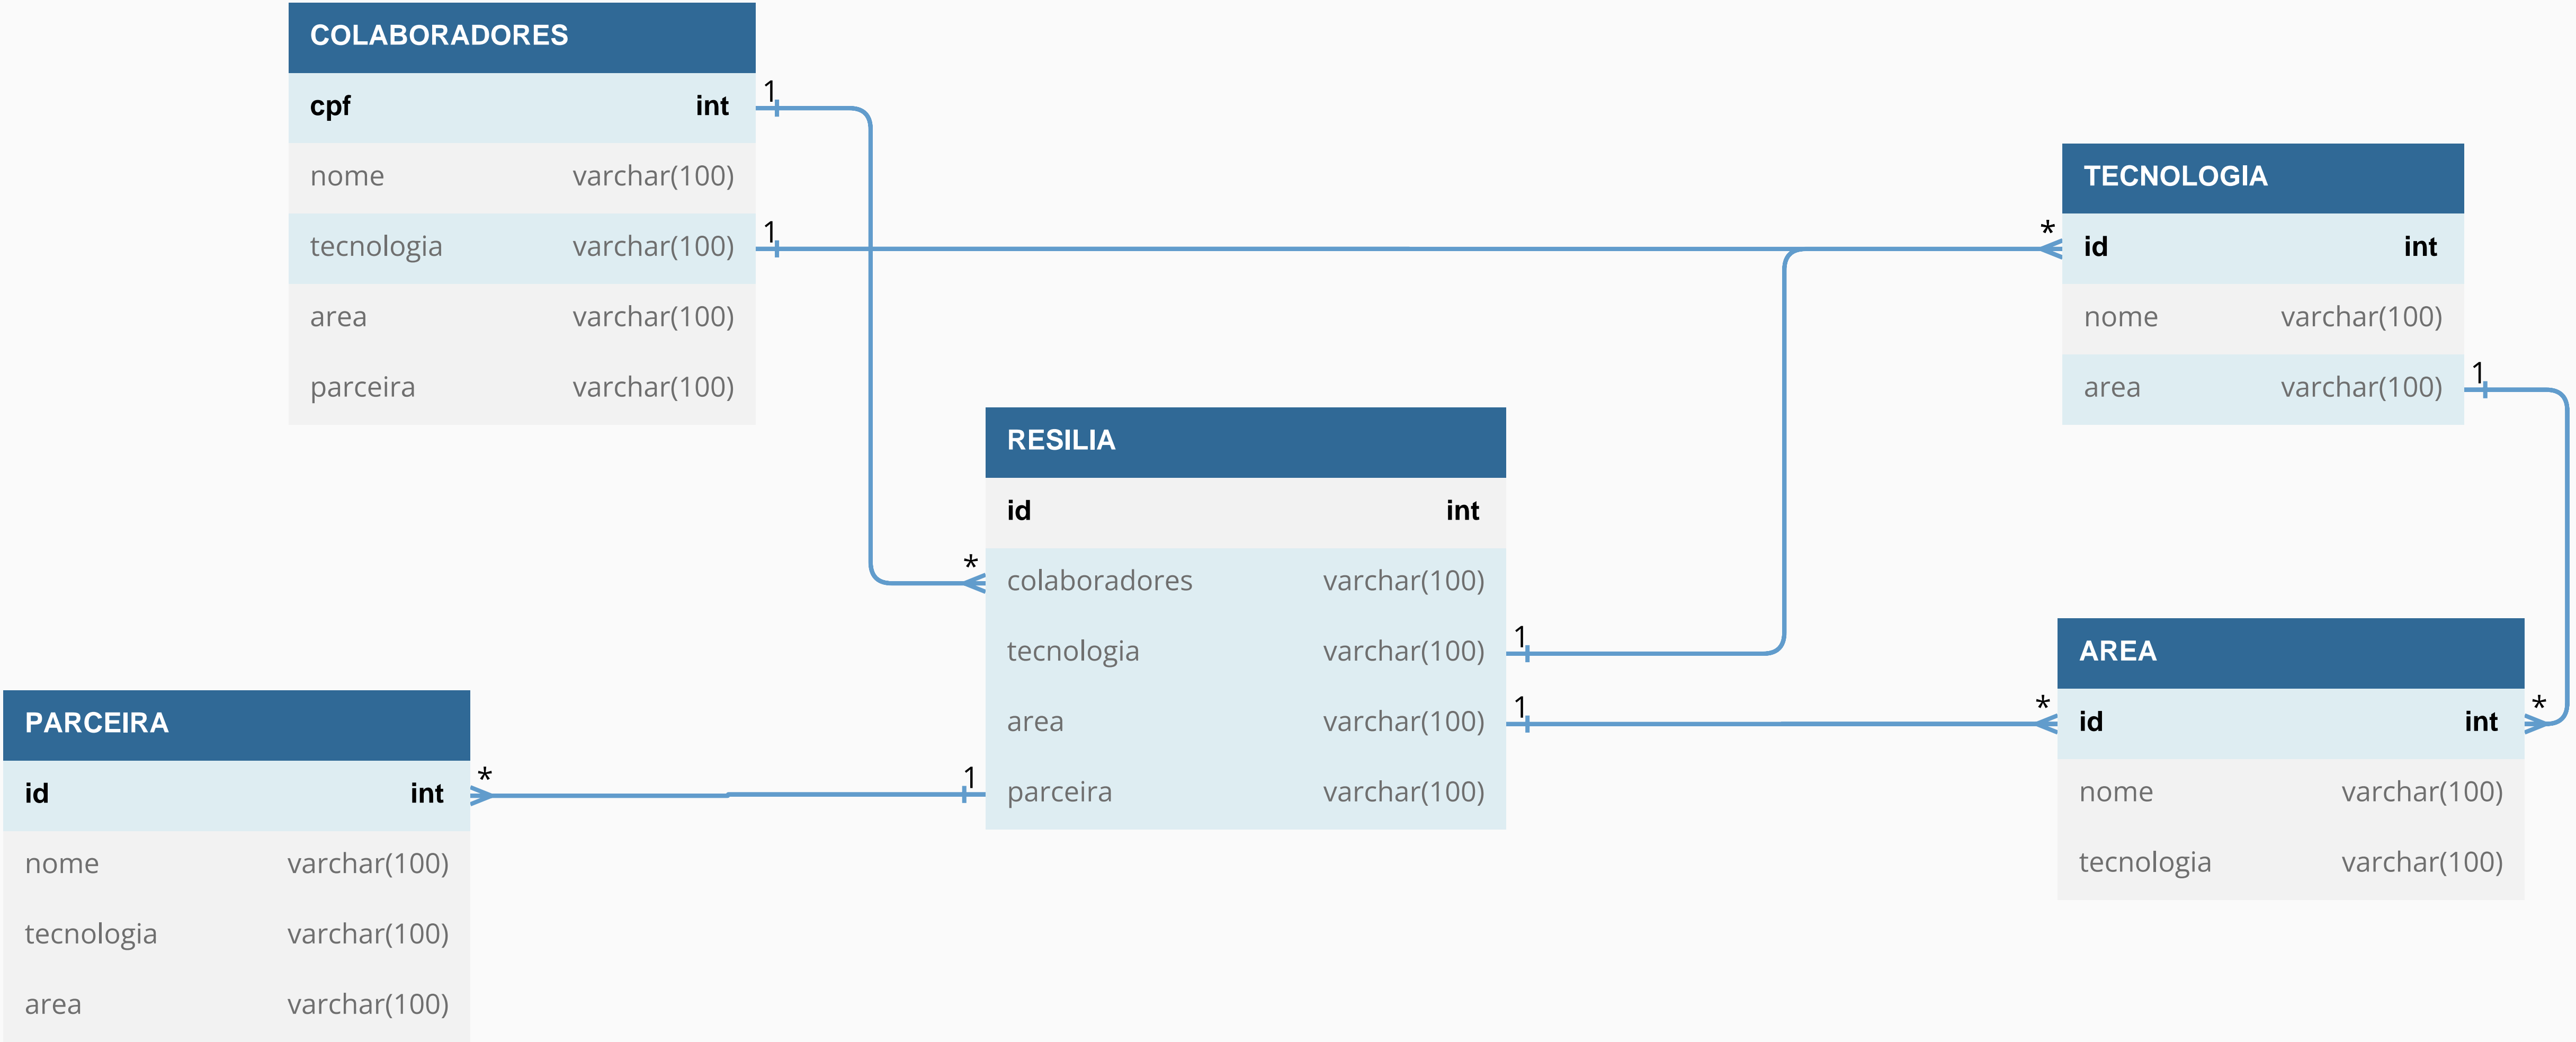 COLABORADORES
cpf int
nome varchar(100)
tecnologia varchar(100)
area varchar(100)
parceira varchar(100)
1
1
TECNOLOGIA
id int
nome varchar(100)
area varchar(100)
*
1
RESILIA
id int
colaboradores varchar(100)
tecnologia varchar(100)
area varchar(100)
parceira varchar(100)
*
1
1
1
AREA
id int
nome varchar(100)
tecnologia varchar(100)
*
*
PARCEIRA
id int
nome varchar(100)
tecnologia varchar(100)
area varchar(100)
*